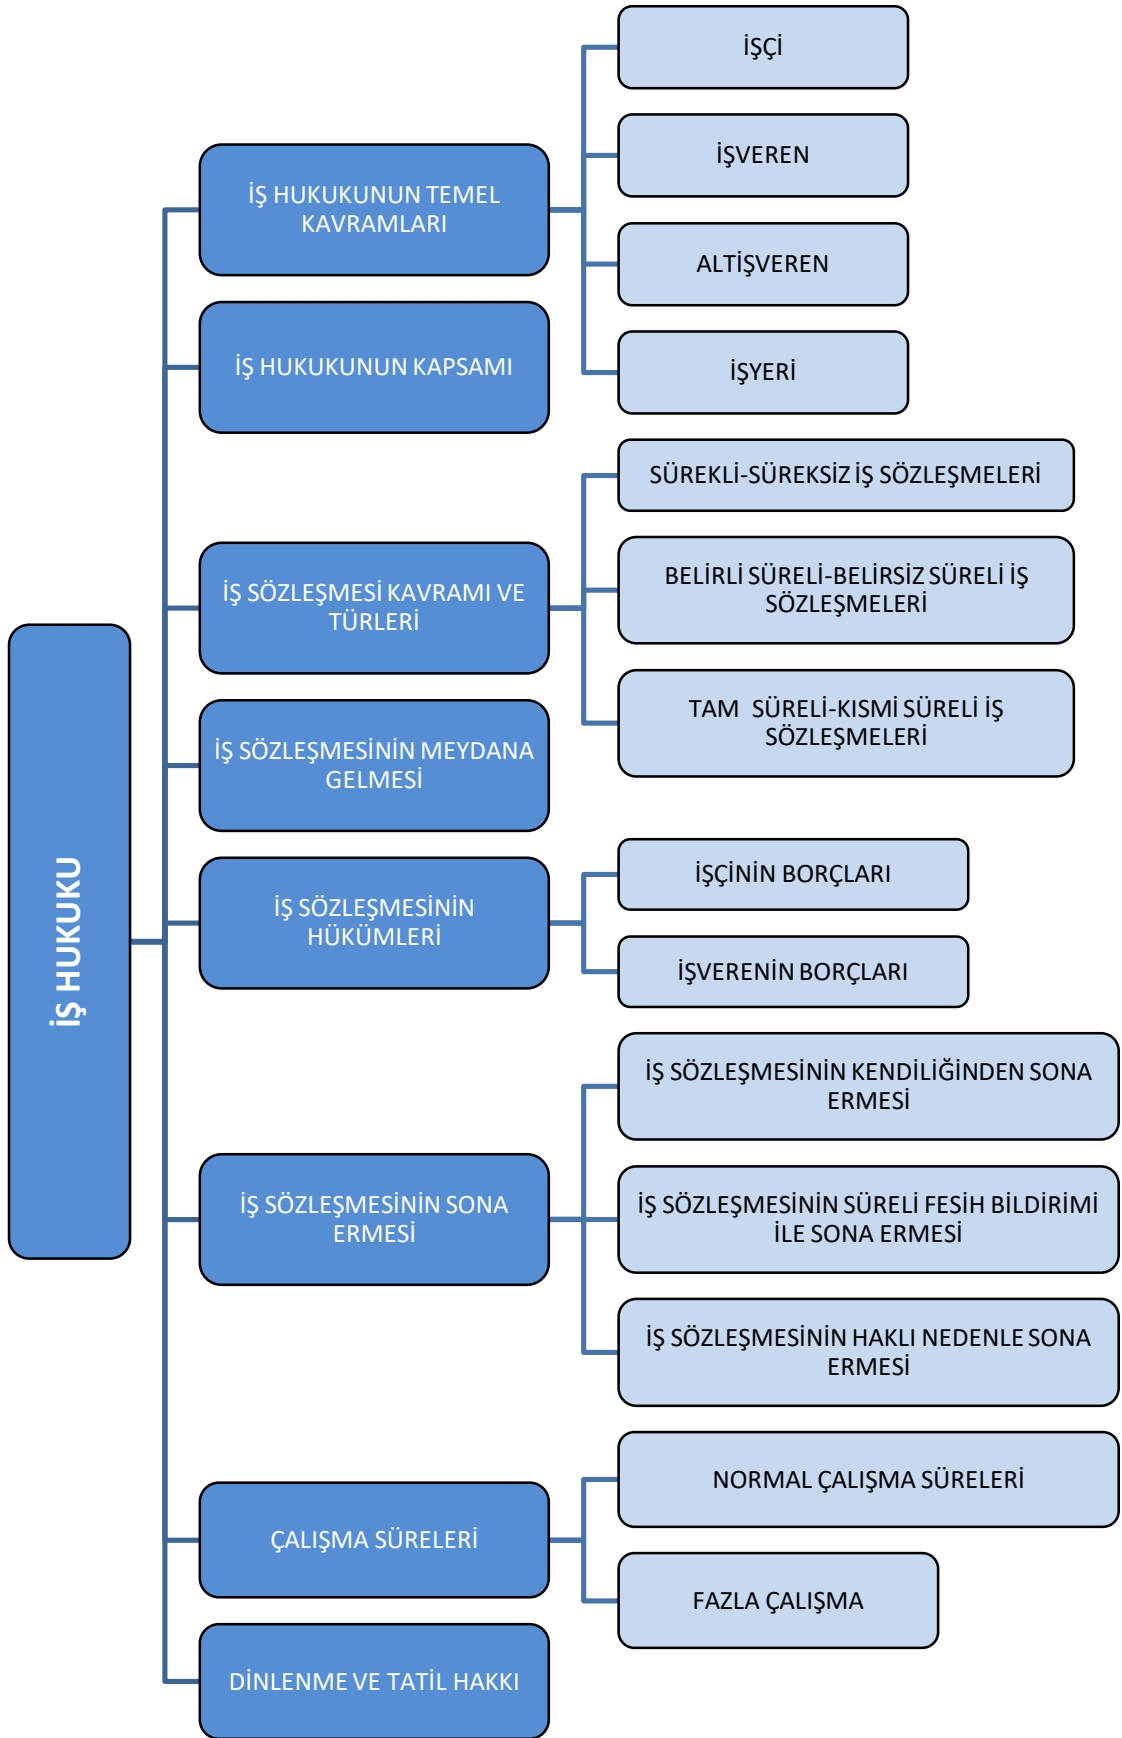 İŞ HUKUKU
İŞ HUKUKUNUN TEMEL
KAVRAMLARI
İŞÇİ
İŞVEREN
ALTİŞVEREN
İŞYERİ
İŞ HUKUKUNUN KAPSAMI
İŞ SÖZLEŞMESİ KAVRAMI VE
TÜRLERİ
SÜREKLİ-SÜREKSİZ İŞ SÖZLEŞMELERİ
BELİRLİ SÜRELİ-BELIRSİZ SÜRELİ İŞ
SÖZLEŞMELERİ
TAM  SÜRELİ-KISMİ SÜRELİ İŞ
SÖZLEŞMELERİ
İŞ SÖZLEŞMESİNİN MEYDANA
GELMESİ
İŞ SÖZLEŞMESİNİN
HÜKÜMLERİ
İŞÇİNİN BORÇLARI
İŞVERENİN BORÇLARI
İŞ SÖZLEŞMESİNİN SONA
ERMESİ
İŞ SÖZLEŞMESİNİN KENDİLİĞİNDEN SONA
ERMESİ
İŞ SÖZLEŞMESİNİN SÜRELİ FESIH BİLDİRİMİ
İLE SONA ERMESİ
İŞ SÖZLEŞMESİNİN HAKLI NEDENLE SONA
ERMESİ
ÇALIŞMA SÜRELERİ
NORMAL ÇALIŞMA SÜRELERİ
FAZLA ÇALIŞMA
DİNLENME VE TATİL HAKKI